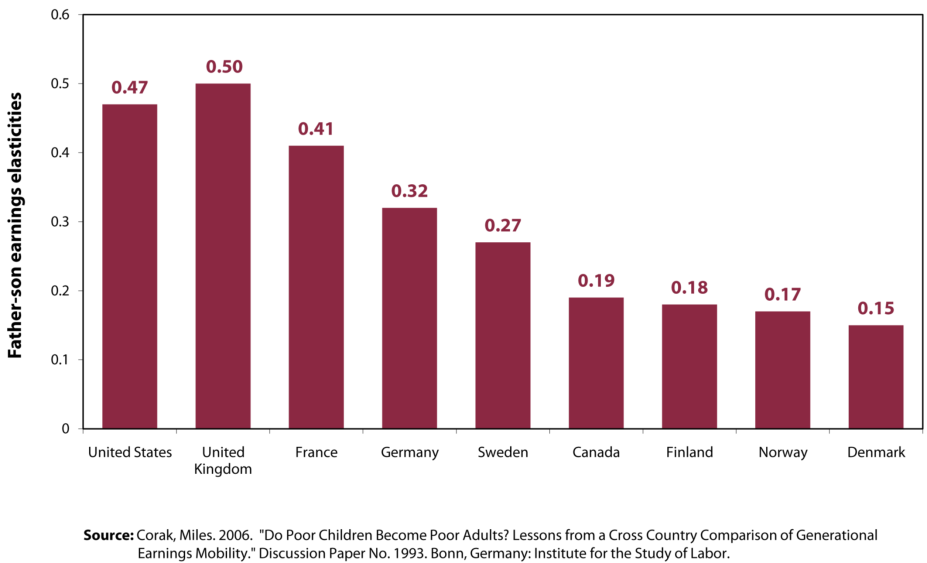 0.6
0.5
0.4
0.3
0.2
0.1
0
Father-son earnings elasticities
0.47
0.50
0.41
0.32
0.27
0.19
0.18
0.17
0.15
United States
United
Kingdom
France
Germany
Sweden
Canada
Finland
Norway
Denmark
Source: Corak, Miles. 2006. "Do Poor Children Become Poor Adults? Lessons from a Cross Country Comparison of Generational
Earnings Mobility." Discussion Paper No. 1993. Bonn, Germany: Institute for the Study of Labor.